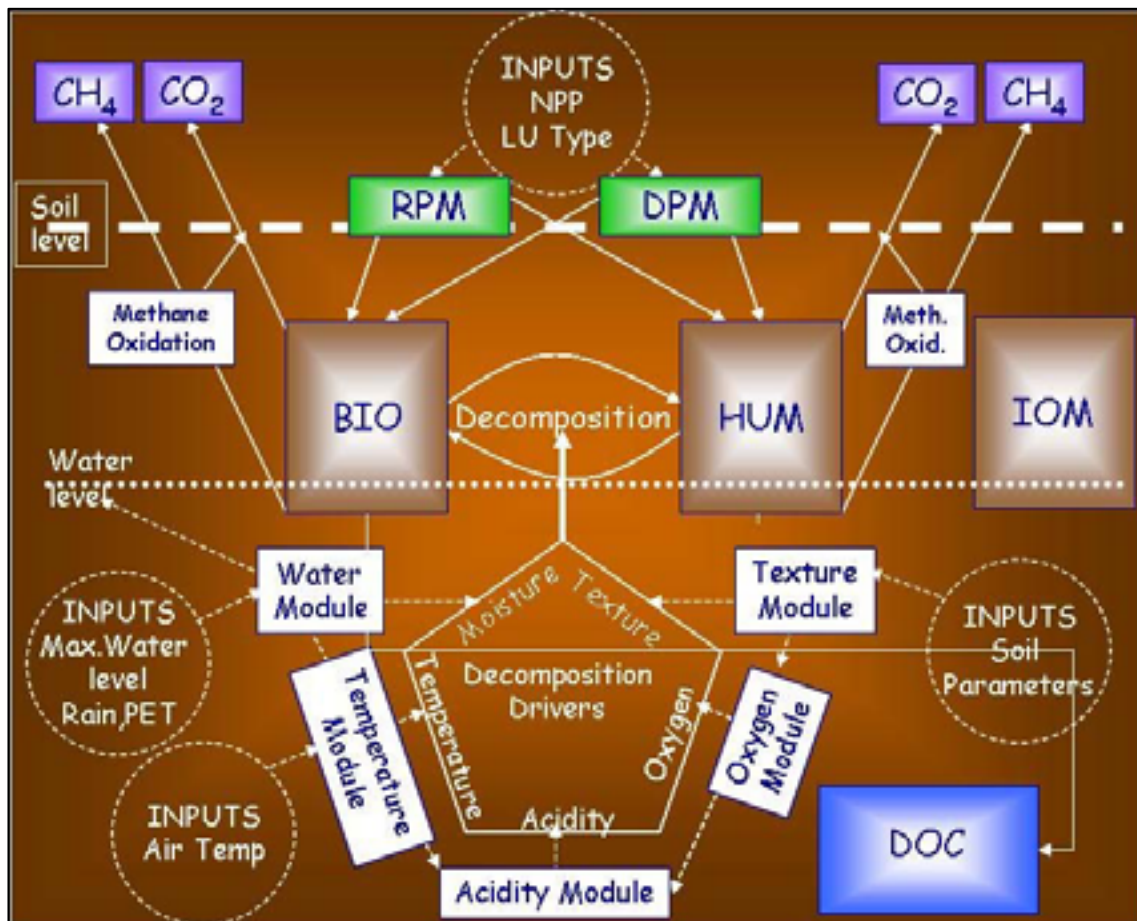 CH₄
CO₂
INPUTS
NPP
LU Type
CO₂
CH₄
Soil
level
RPM
DPM
Methane
Oxidation
Meth.
Oxid.
BIO
Decomposition
HUM
IOM
Water
level
Water
Module
Moisture
Texture
Texture
Module
INPUTS
Max.Water
level
Rain,PET
INPUTS
Soil
Parameters
Temperature
Module
Temperature
Decomposition
Drivers
Oxygen
Oxygen
Module
INPUTS
Air Temp
Acidity
Acidity Module
DOC